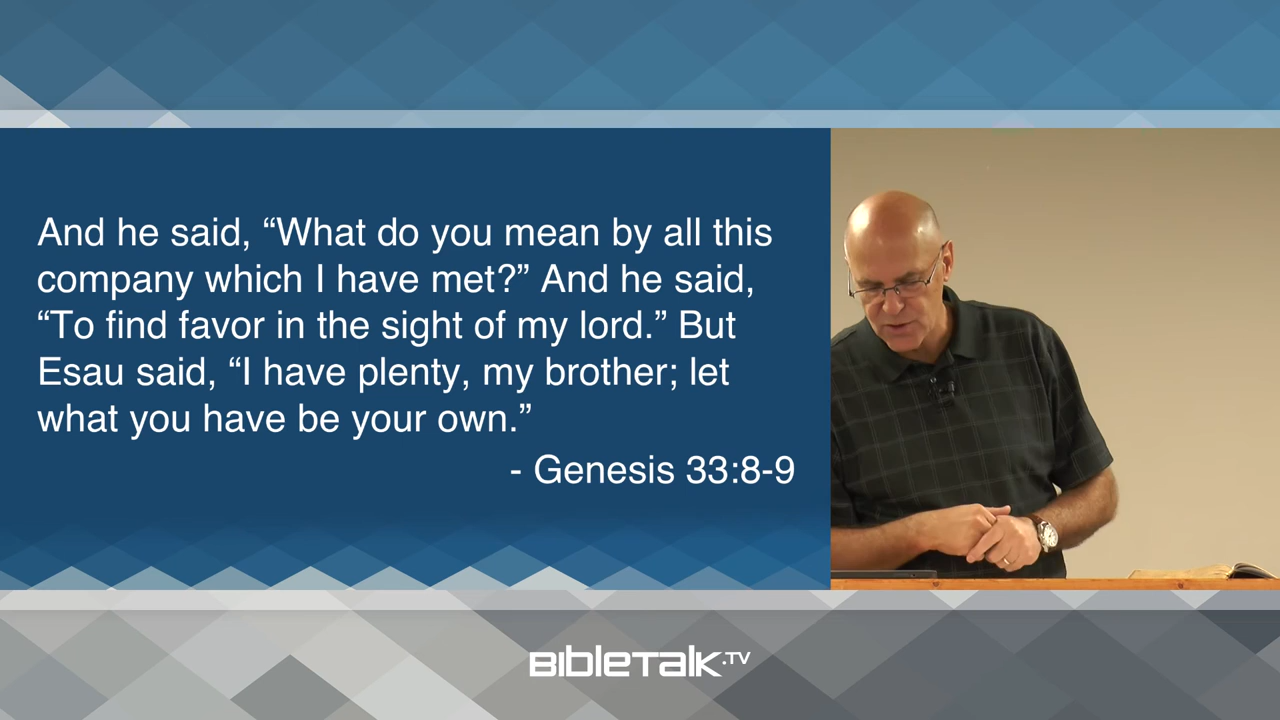 And he said, “What do you mean by all this
company which I have met?” And he said,
“To find favor in the sight of my lord.” But
Esau said, “I have plenty, my brother; let
what you have be your own.”
- Genesis 33:8-9
BIBLETALK.TV